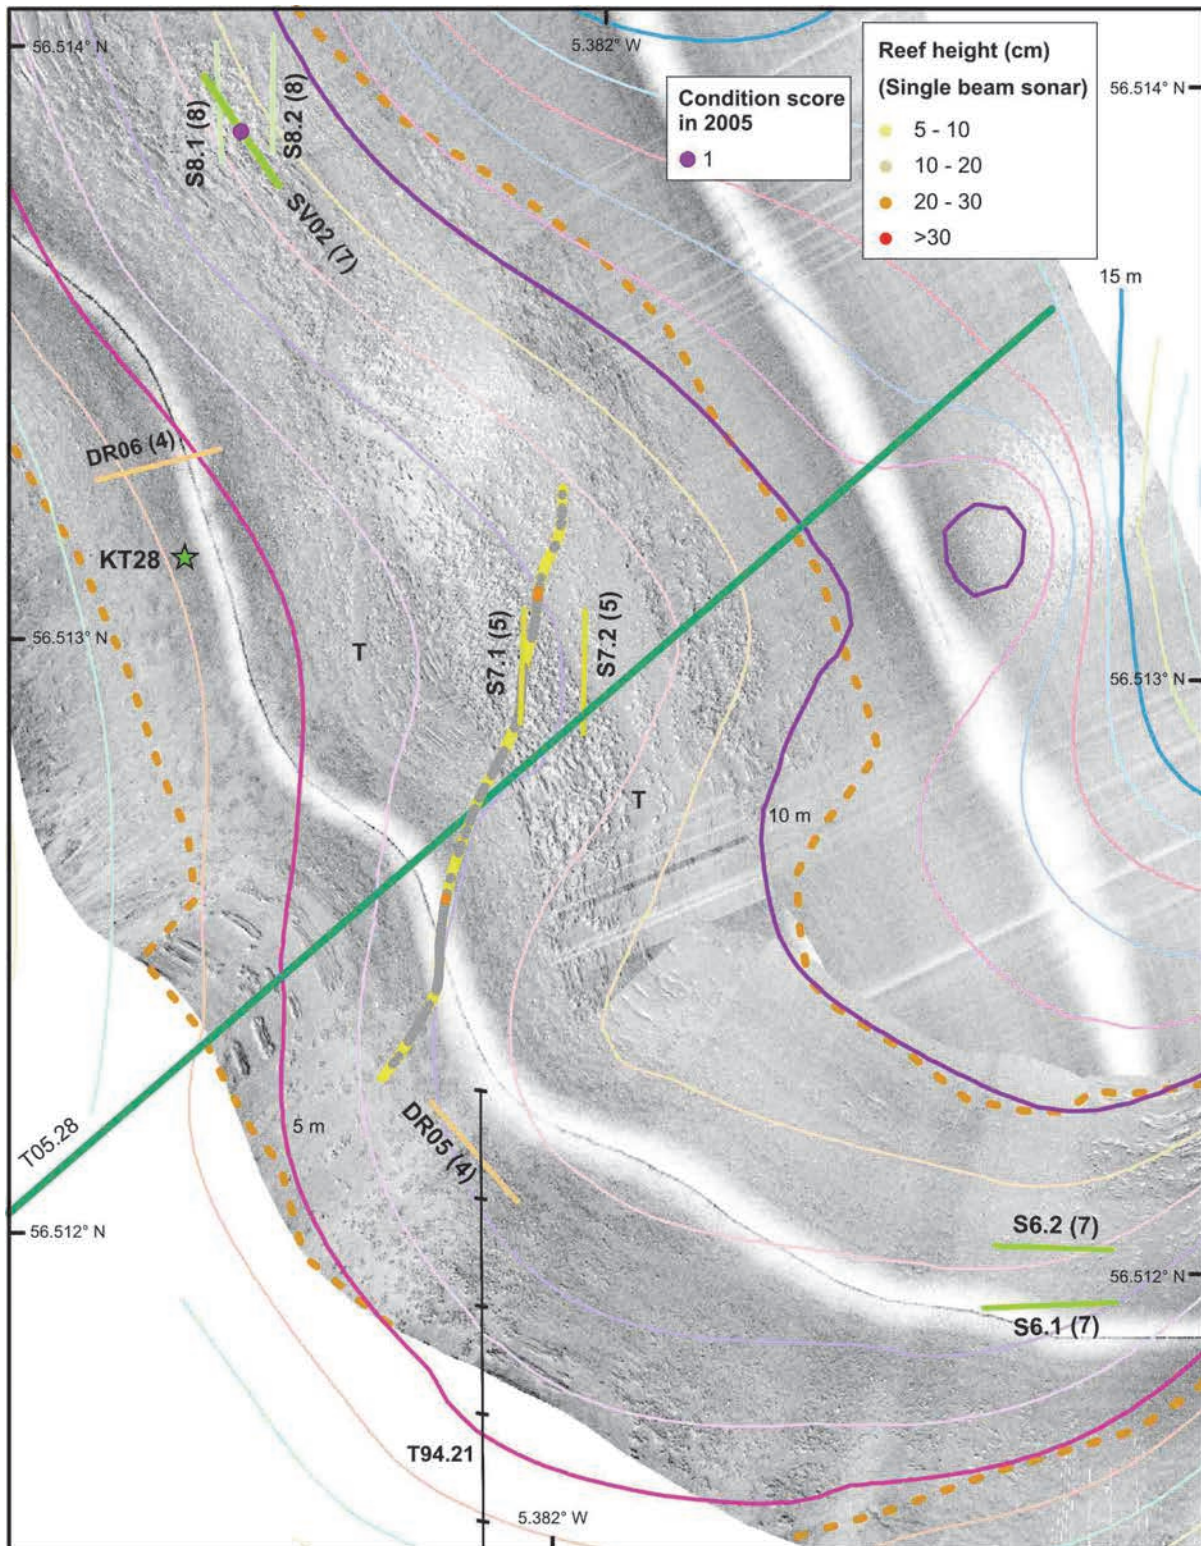 56.514° N
5.382° W
Condition score
in 2005
1
Reef height (cm)
(Single beam sonar)
5 - 10
10 - 20
20 - 30
>30
56.514° N
S8.1 (8)
S8.2 (8)
SV02 (7)
15 m
DR06 (4)
KT28
56.513° N
T
S7.1 (5)
S7.2 (5)
56.513° N
T
10 m
T05.28
5 m
DR05 (4)
56.512° N
S6.2 (7)
56.512° N
S6.1 (7)
T94.21
5.382° W